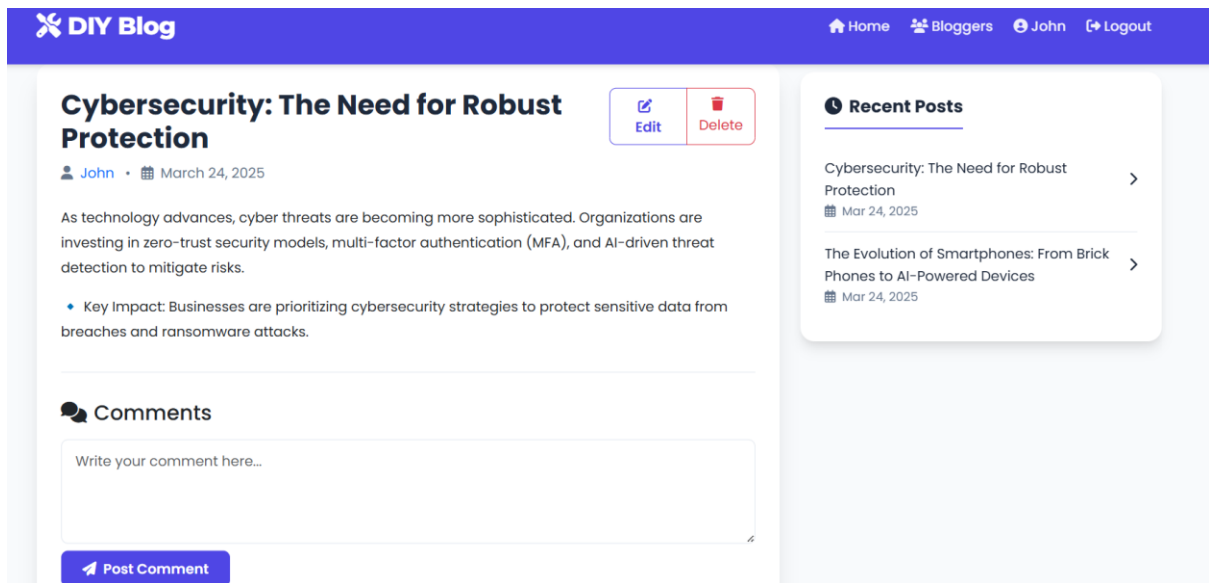 DIY Blog
Home Bloggers John Logout
Cybersecurity: The Need for Robust
Protection
Edit
Delete
John • March 24, 2025
As technology advances, cyber threats are becoming more sophisticated. Organizations are
investing in zero-trust security models, multi-factor authentication (MFA), and AI-driven threat
detection to mitigate risks.
🔹 Key Impact: Businesses are prioritizing cybersecurity strategies to protect sensitive data from
breaches and ransomware attacks.
Comments
Write your comment here...
Post Comment
Recent Posts
Cybersecurity: The Need for Robust
Protection
Mar 24, 2025
The Evolution of Smartphones: From Brick
Phones to AI-Powered Devices
Mar 24, 2025